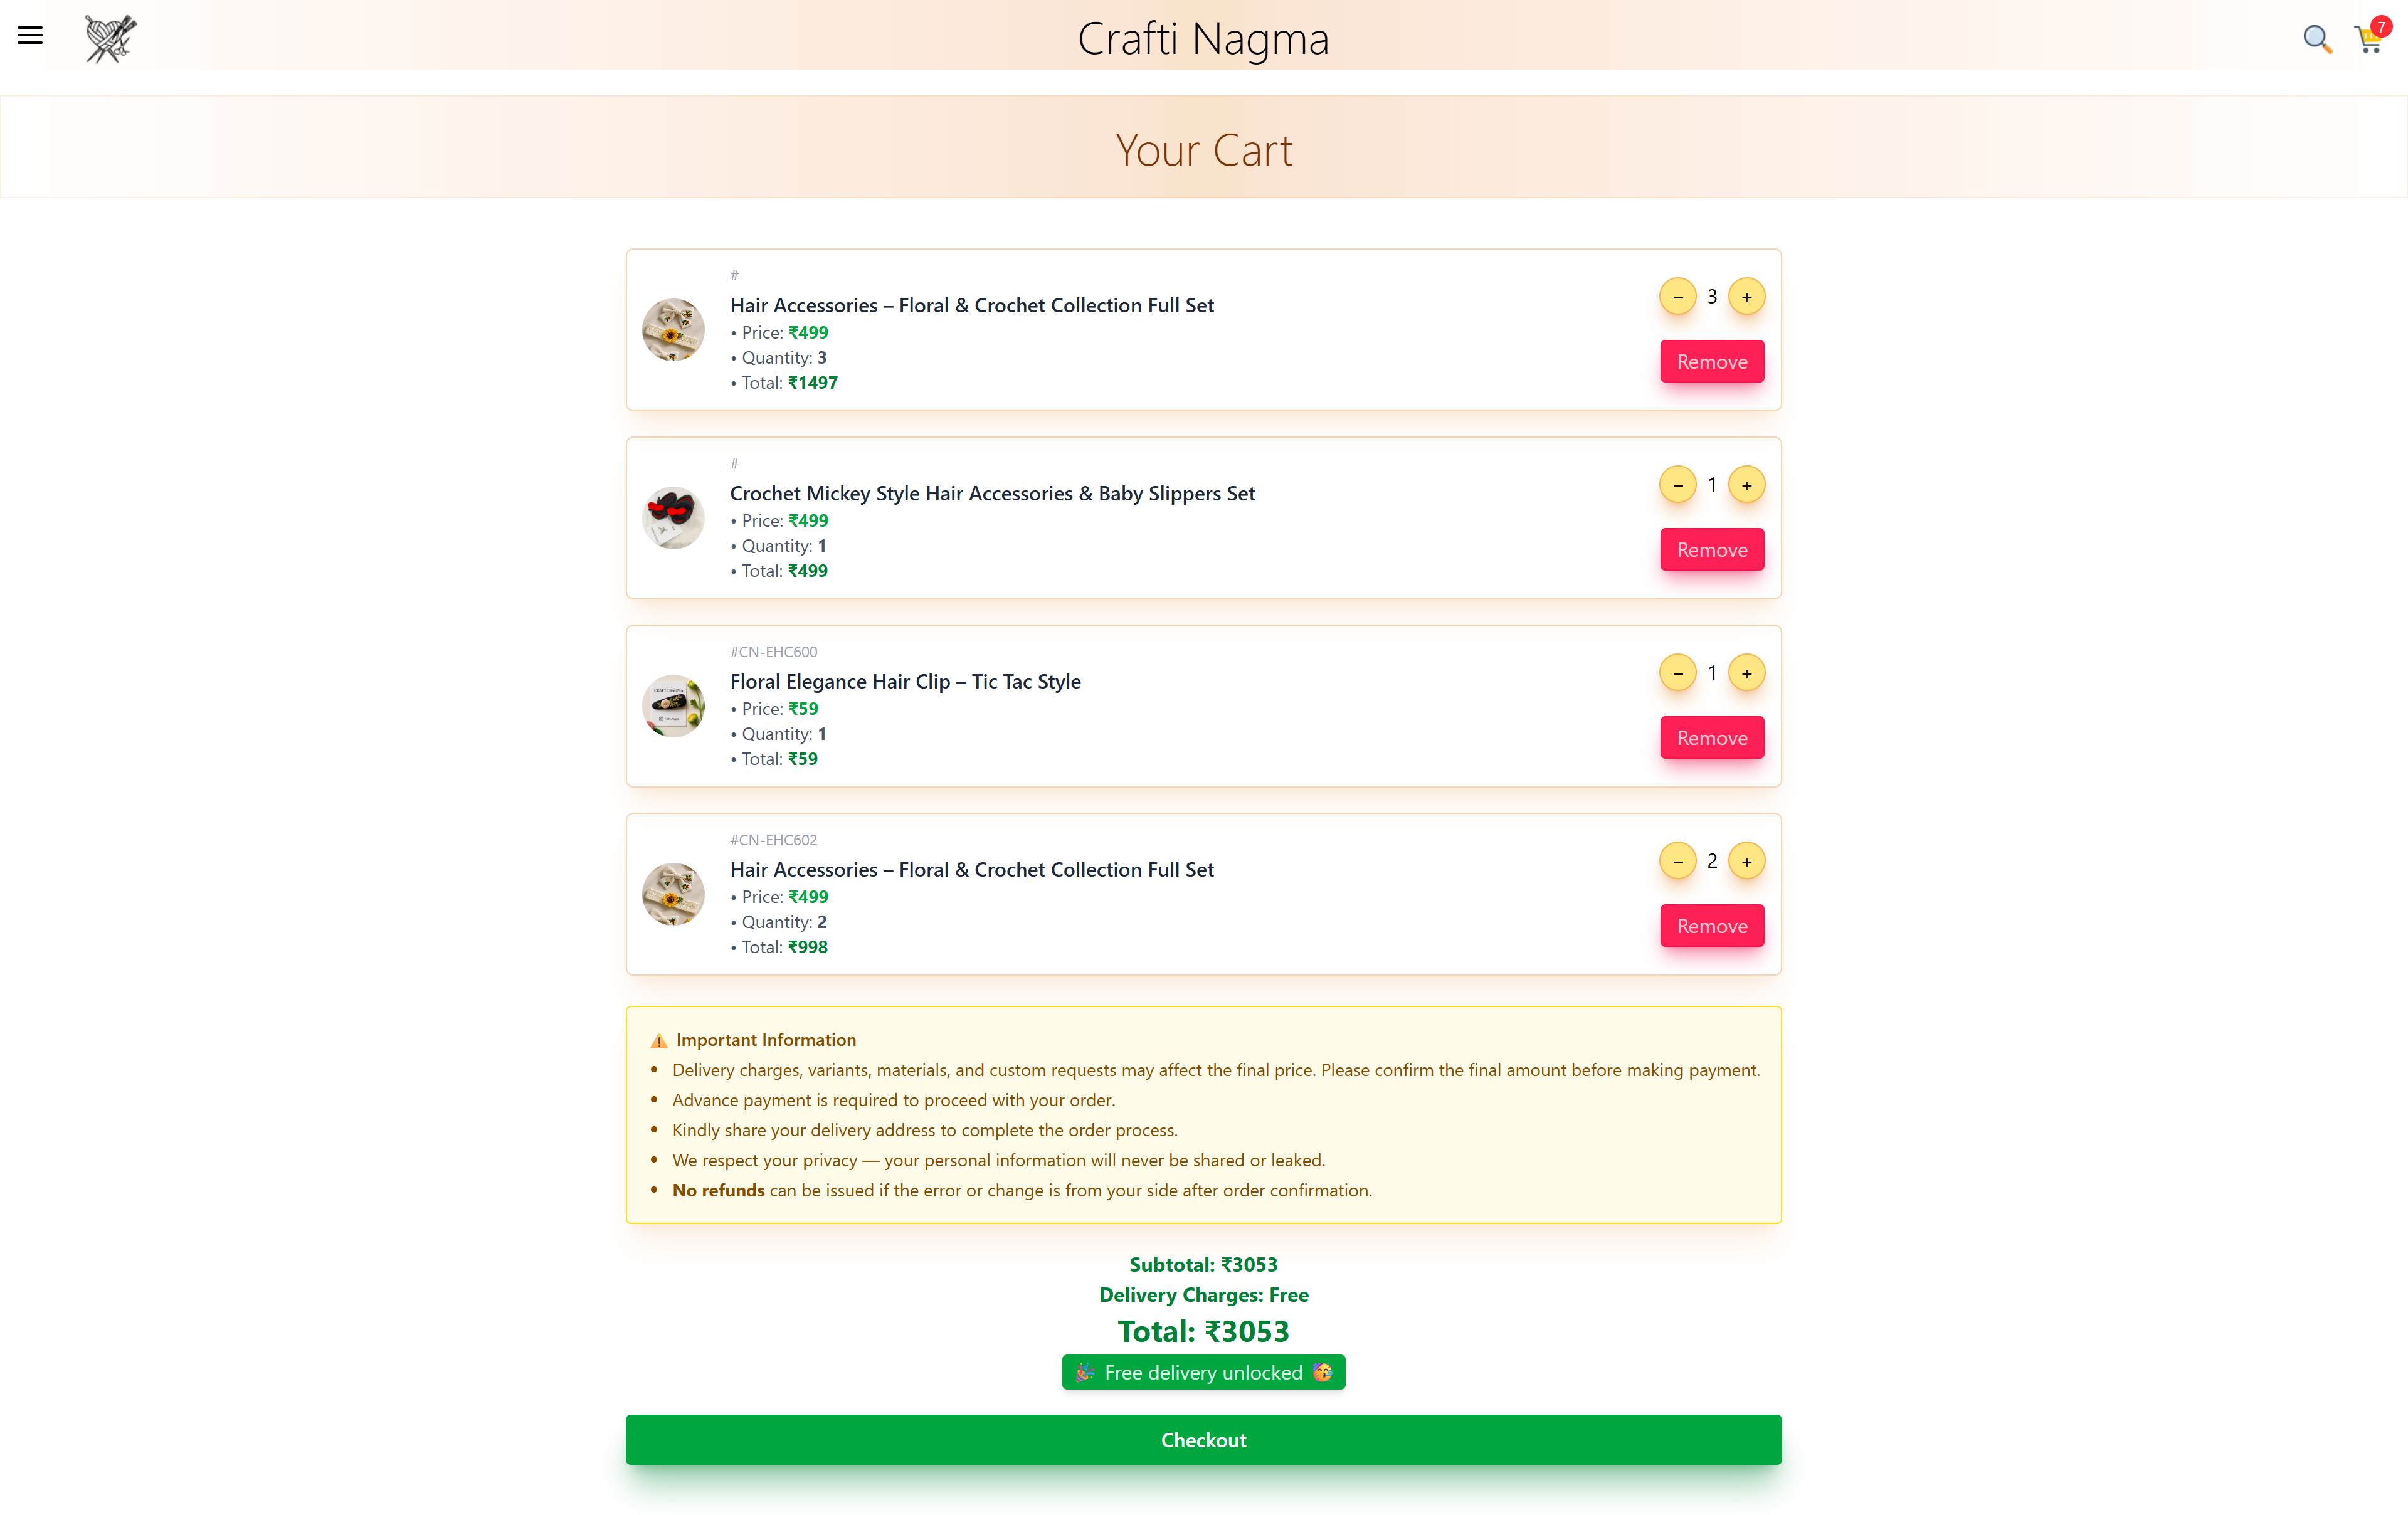 Crafti Nagma
7
Your Cart
#
Hair Accessories – Floral & Crochet Collection Full Set
• Price: ₹499
• Quantity: 3
• Total: ₹1497
– 3 +
Remove
#
Crochet Mickey Style Hair Accessories & Baby Slippers Set
• Price: ₹499
• Quantity: 1
• Total: ₹499
– 1 +
Remove
#CN-EHC600
Floral Elegance Hair Clip – Tic Tac Style
• Price: ₹59
• Quantity: 1
• Total: ₹59
– 1 +
Remove
#CN-EHC602
Hair Accessories – Floral & Crochet Collection Full Set
• Price: ₹499
• Quantity: 2
• Total: ₹998
– 2 +
Remove
⚠️ Important Information
• Delivery charges, variants, materials, and custom requests may affect the final price. Please confirm the final amount before making payment.
• Advance payment is required to proceed with your order.
• Kindly share your delivery address to complete the order process.
• We respect your privacy — your personal information will never be shared or leaked.
• No refunds can be issued if the error or change is from your side after order confirmation.
Subtotal: ₹3053
Delivery Charges: Free
Total: ₹3053
🎉 Free delivery unlocked 🥳
Checkout